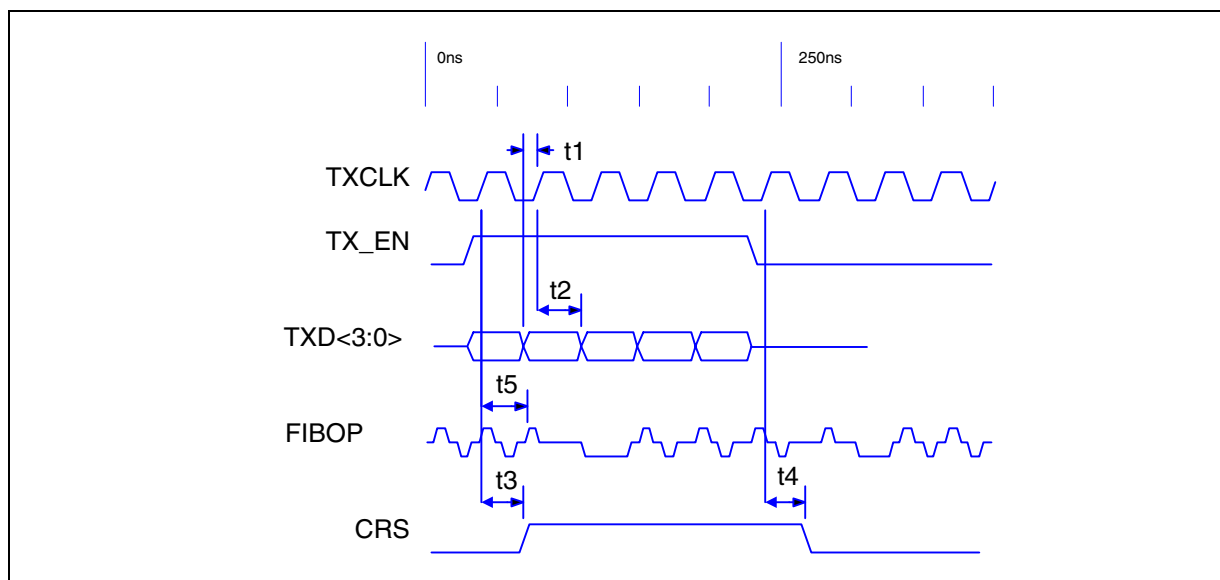 0ns 250ns
t1
TXCLK
TX_EN
t2
TXD<3:0>
t5
FIBOP
t3 t4
CRS